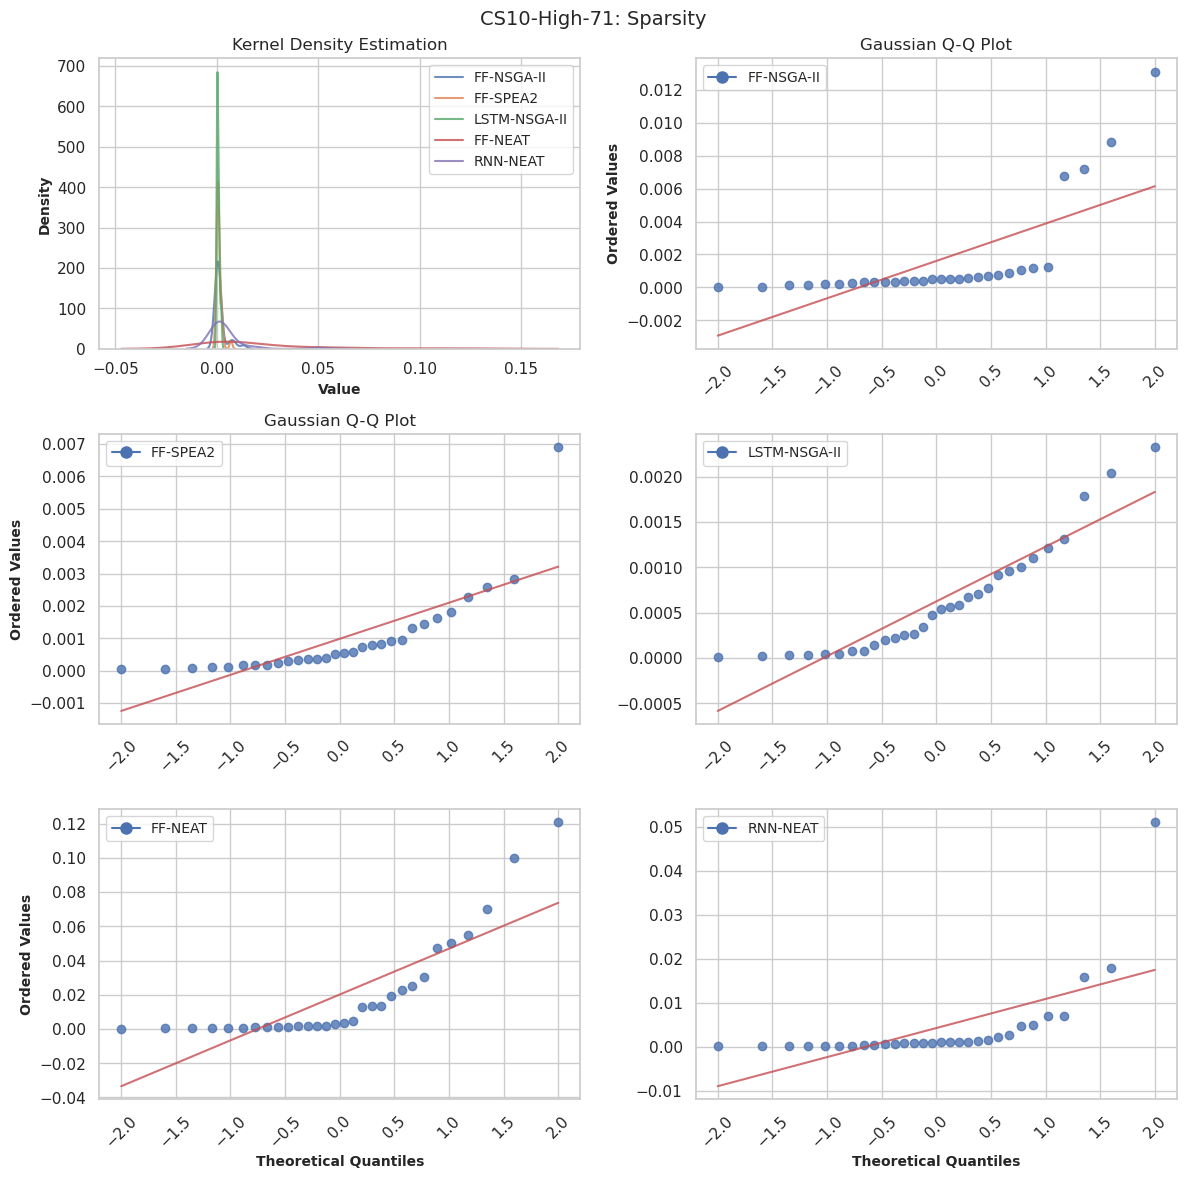 CS10-High-71: Sparsity
Kernel Density Estimation
700
600
500
400
300
200
100
0
Density
FF-NSGA-II
FF-SPEA2
LSTM-NSGA-II
FF-NEAT
RNN-NEAT
−0.05 0.00 0.05 0.10 0.15
Value
Gaussian Q-Q Plot
FF-NSGA-II
0.012
0.010
0.008
0.006
0.004
0.002
0.000
−0.002
Ordered Values
−2.0 −1.5 −1.0 −0.5 0.0 0.5 1.0 1.5 2.0
Gaussian Q-Q Plot
FF-SPEA2
0.007
0.006
0.005
0.004
0.003
0.002
0.001
0.000
−0.001
Ordered Values
−2.0 −1.5 −1.0 −0.5 0.0 0.5 1.0 1.5 2.0
LSTM-NSGA-II
0.0020
0.0015
0.0010
0.0005
0.0000
−0.0005
−2.0 −1.5 −1.0 −0.5 0.0 0.5 1.0 1.5 2.0
FF-NEAT
0.12
0.10
0.08
0.06
0.04
0.02
0.00
−0.02
−0.04
Ordered Values
−2.0 −1.5 −1.0 −0.5 0.0 0.5 1.0 1.5 2.0
Theoretical Quantiles
RNN-NEAT
0.05
0.04
0.03
0.02
0.01
0.00
−0.01
−2.0 −1.5 −1.0 −0.5 0.0 0.5 1.0 1.5 2.0
Theoretical Quantiles